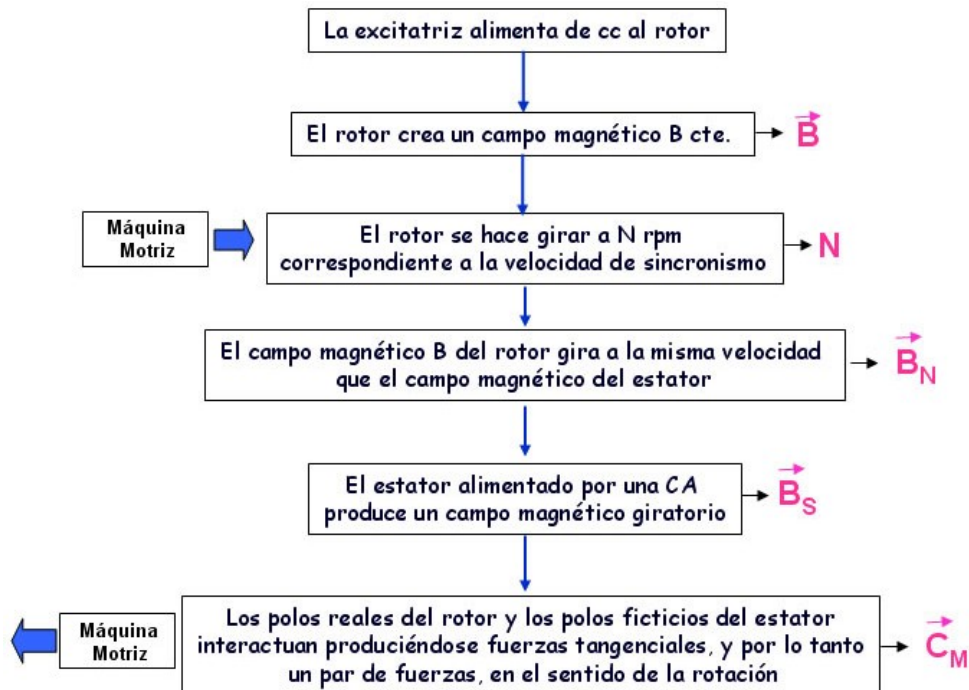 La excitatriz alimenta de cc al rotor
El rotor crea un campo magnético B cte.
B
Máquina
Motriz
El rotor se hace girar a N rpm
correspondiente a la velocidad de sincronismo
N
El campo magnético B del rotor gira a la misma velocidad
que el campo magnético del estator
B_N
El estator alimentado por una CA
produce un campo magnético giratorio
B_S
Máquina
Motriz
Los polos reales del rotor y los polos ficticios del estator
interactuan produciéndose fuerzas tangenciales, y por lo tanto
un par de fuerzas, en el sentido de la rotación
C_M